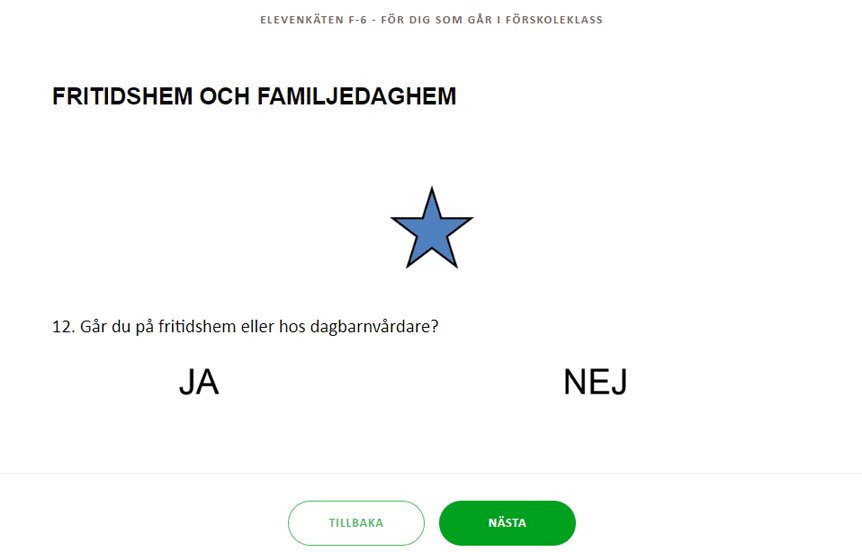 ELEVENKÄTEN F-6 - FÖR DIG SOM GÅR I FÖRSKOLEKLASS
FRITIDSHEM OCH FAMILJEDAGHEM
12. Går du på fritidshem eller hos dagbarnvårdare?
JA NEJ
TILLBAKA NÄSTA